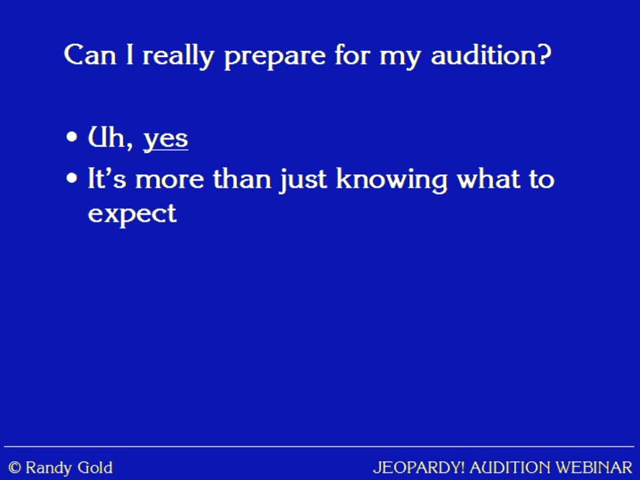 Can I really prepare for my audition?
• Uh, yes
• It's more than just knowing what to
expect
© Randy Gold
JEOPARDY! AUDITION WEBINAR